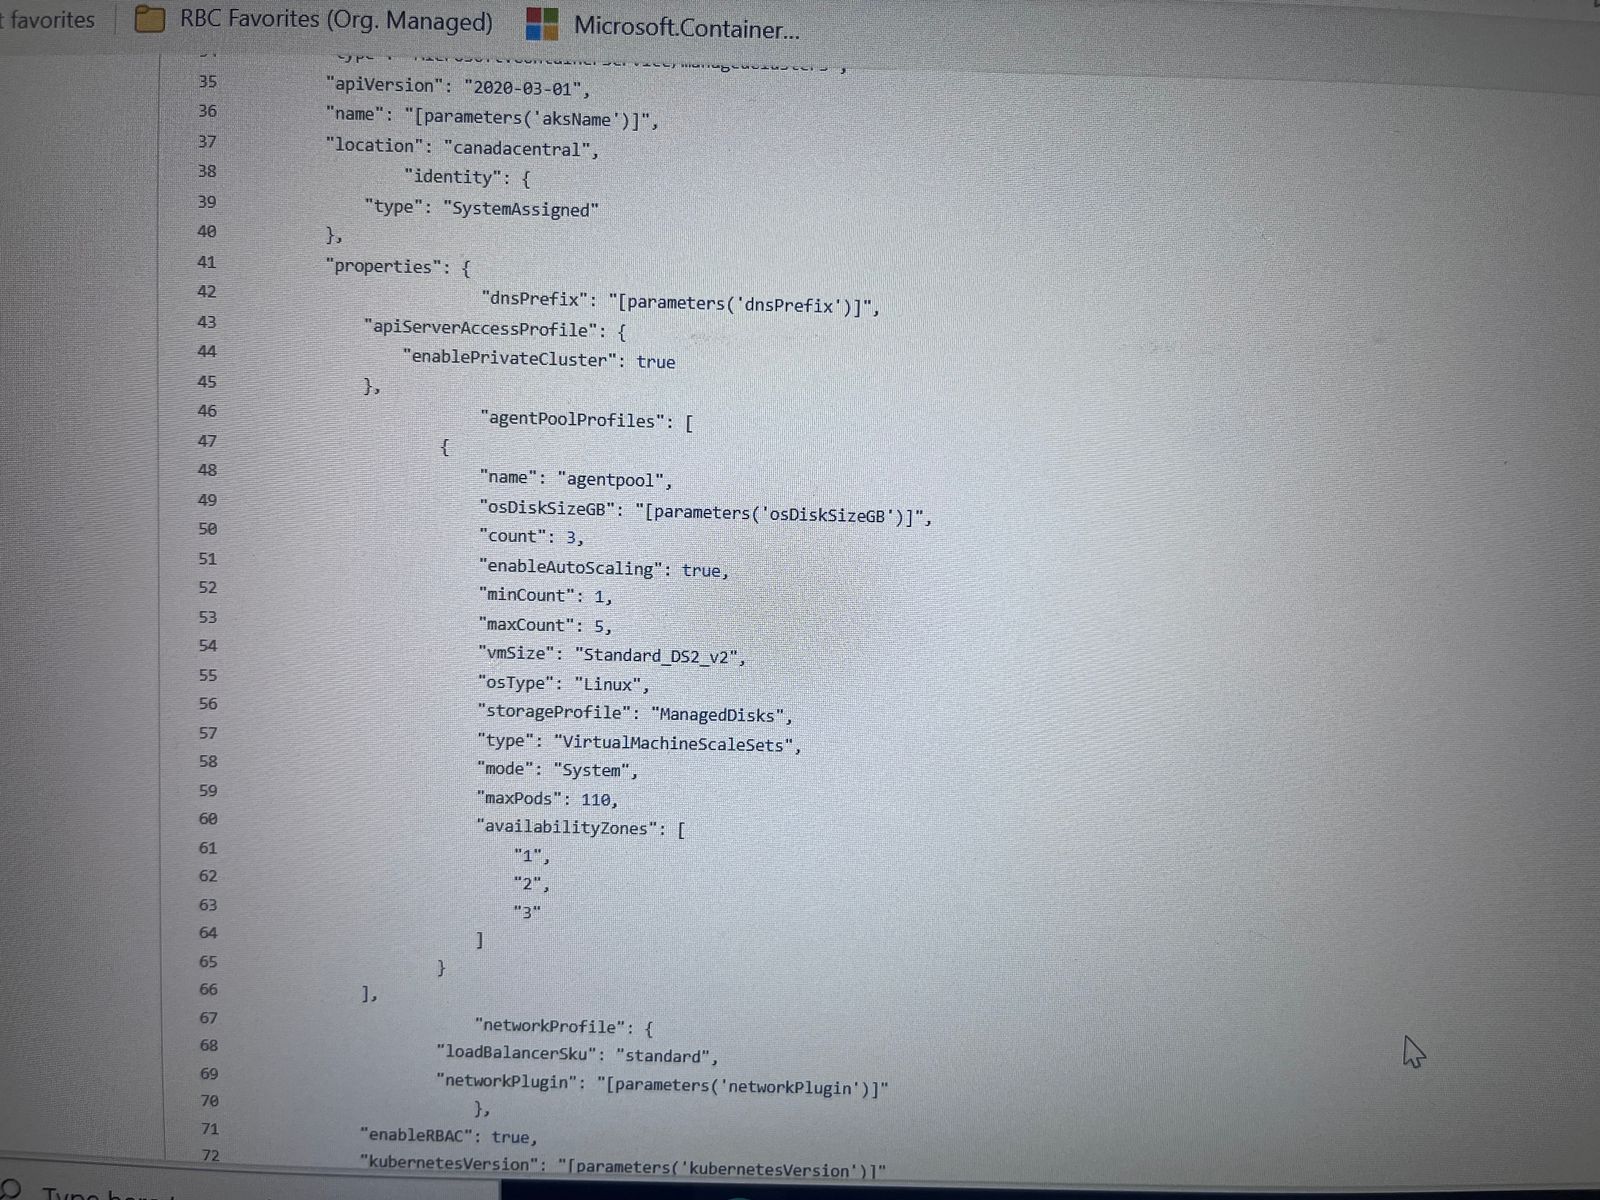 favorites
RBC Favorites (Org. Managed)
Microsoft.Container...
35 "apiVersion": "2020-03-01",
36 "name": "[parameters('aksName')]",
37 "location": "canadacentral",
38 "identity": {
39 "type": "SystemAssigned"
40 },
41 "properties": {
42 "dnsPrefix": "[parameters('dnsPrefix')]",
43 "apiServerAccessProfile": {
44 "enablePrivateCluster": true
45 },
46 "agentPoolProfiles": [
47 {
48 "name": "agentpool",
49 "osDiskSizeGB": "[parameters('osDiskSizeGB')]",
50 "count": 3,
51 "enableAutoScaling": true,
52 "minCount": 1,
53 "maxCount": 5,
54 "vmSize": "Standard_DS2_v2",
55 "osType": "Linux",
56 "storageProfile": "ManagedDisks",
57 "type": "VirtualMachineScaleSets",
58 "mode": "System",
59 "maxPods": 110,
60 "availabilityZones": [
61 "1",
62 "2",
63 "3"
64 ]
65 }
66 ],
67 "networkProfile": {
68 "loadBalancerSku": "standard",
69 "networkPlugin": "[parameters('networkPlugin')]"
70 },
71 "enableRBAC": true,
72 "kubernetesVersion": "[parameters('kubernetesVersion')]"
Type here